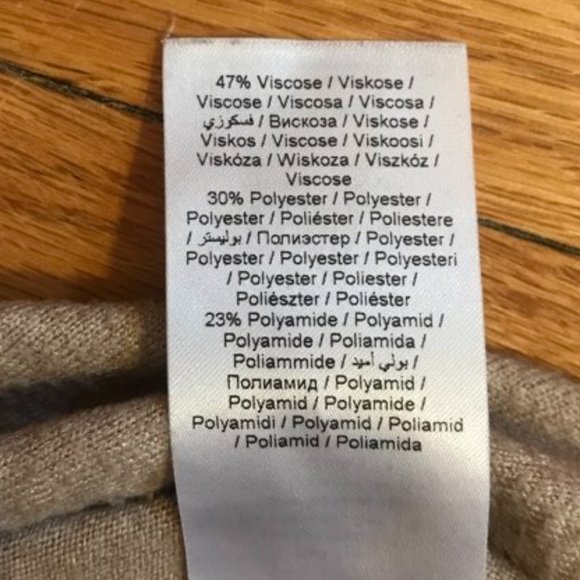 47% Viscose / Viskose /
Viscose / Viscosa / Viscosa /
فسكوزي / Вискоза / Viskose /
Viskos / Viscose / Viskoosi /
Viskóza / Wiskoza / Viszkóz /
Viscose
30% Polyester / Polyester /
Polyester / Poliéster / Poliestere
/ بوليستر / Полиэстер / Polyester /
Polyester / Polyester / Polyesteri
/ Polyester / Poliester /
Poliészter / Poliéster
23% Polyamide / Polyamid /
Polyamide / Poliamida /
Poliammide / بولي أميد /
Полиамид / Polyamid /
Polyamid / Polyamide /
Polyamidi / Polyamid / Poliamid
/ Poliamid / Poliamida